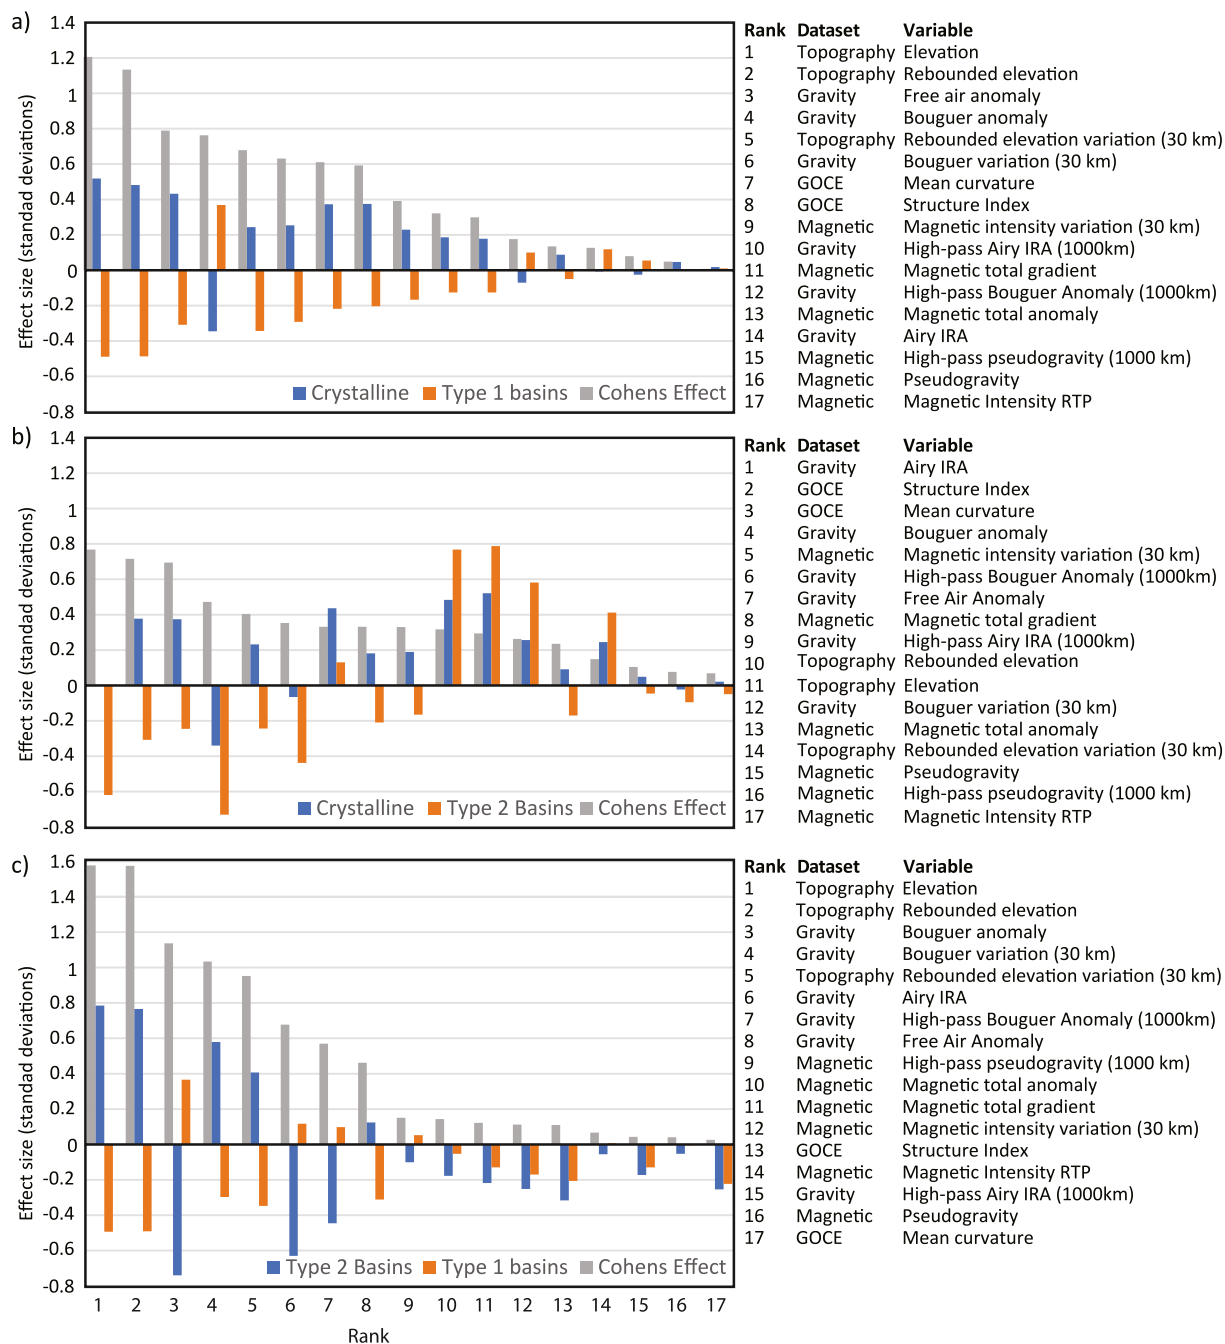 a)
1.4
1.2
1
0.8
0.6
0.4
0.2
0
-0.2
-0.4
-0.6
-0.8
Effect size (standad deviations)
Crystalline Type 1 basins Cohens Effect
Rank Dataset Variable
1 Topography Elevation
2 Topography Rebounded elevation
3 Gravity Free air anomaly
4 Gravity Bouguer anomaly
5 Topography Rebounded elevation variation (30 km)
6 Gravity Bouguer variation (30 km)
7 GOCE Mean curvature
8 GOCE Structure Index
9 Magnetic Magnetic intensity variation (30 km)
10 Gravity High-pass Airy IRA (1000km)
11 Magnetic Magnetic total gradient
12 Gravity High-pass Bouguer Anomaly (1000km)
13 Magnetic Magnetic total anomaly
14 Gravity Airy IRA
15 Magnetic High-pass pseudogravity (1000 km)
16 Magnetic Pseudogravity
17 Magnetic Magnetic Intensity RTP
b)
1.4
1.2
1
0.8
0.6
0.4
0.2
0
-0.2
-0.4
-0.6
-0.8
Effect size (standad deviations)
Crystalline Type 2 Basins Cohens Effect
Rank Dataset Variable
1 Gravity Airy IRA
2 GOCE Structure Index
3 GOCE Mean curvature
4 Gravity Bouguer anomaly
5 Magnetic Magnetic intensity variation (30 km)
6 Gravity High-pass Bouguer Anomaly (1000km)
7 Gravity Free Air Anomaly
8 Magnetic Magnetic total gradient
9 Gravity High-pass Airy IRA (1000km)
10 Topography Rebounded elevation
11 Topography Elevation
12 Gravity Bouguer variation (30 km)
13 Magnetic Magnetic total anomaly
14 Topography Rebounded elevation variation (30 km)
15 Magnetic Pseudogravity
16 Magnetic High-pass pseudogravity (1000 km)
17 Magnetic Magnetic Intensity RTP
c)
1.6
1.4
1.2
1
0.8
0.6
0.4
0.2
0
-0.2
-0.4
-0.6
-0.8
Effect size (standad deviations)
Type 2 Basins Type 1 basins Cohens Effect
1 2 3 4 5 6 7 8 9 10 11 12 13 14 15 16 17
Rank
Rank Dataset Variable
1 Topography Elevation
2 Topography Rebounded elevation
3 Gravity Bouguer anomaly
4 Gravity Bouguer variation (30 km)
5 Topography Rebounded elevation variation (30 km)
6 Gravity Airy IRA
7 Gravity High-pass Bouguer Anomaly (1000km)
8 Gravity Free Air Anomaly
9 Magnetic High-pass pseudogravity (1000 km)
10 Magnetic Magnetic total anomaly
11 Magnetic Magnetic total gradient
12 Magnetic Magnetic intensity variation (30 km)
13 GOCE Structure Index
14 Magnetic Magnetic Intensity RTP
15 Gravity High-pass Airy IRA (1000km)
16 Magnetic Pseudogravity
17 GOCE Mean curvature